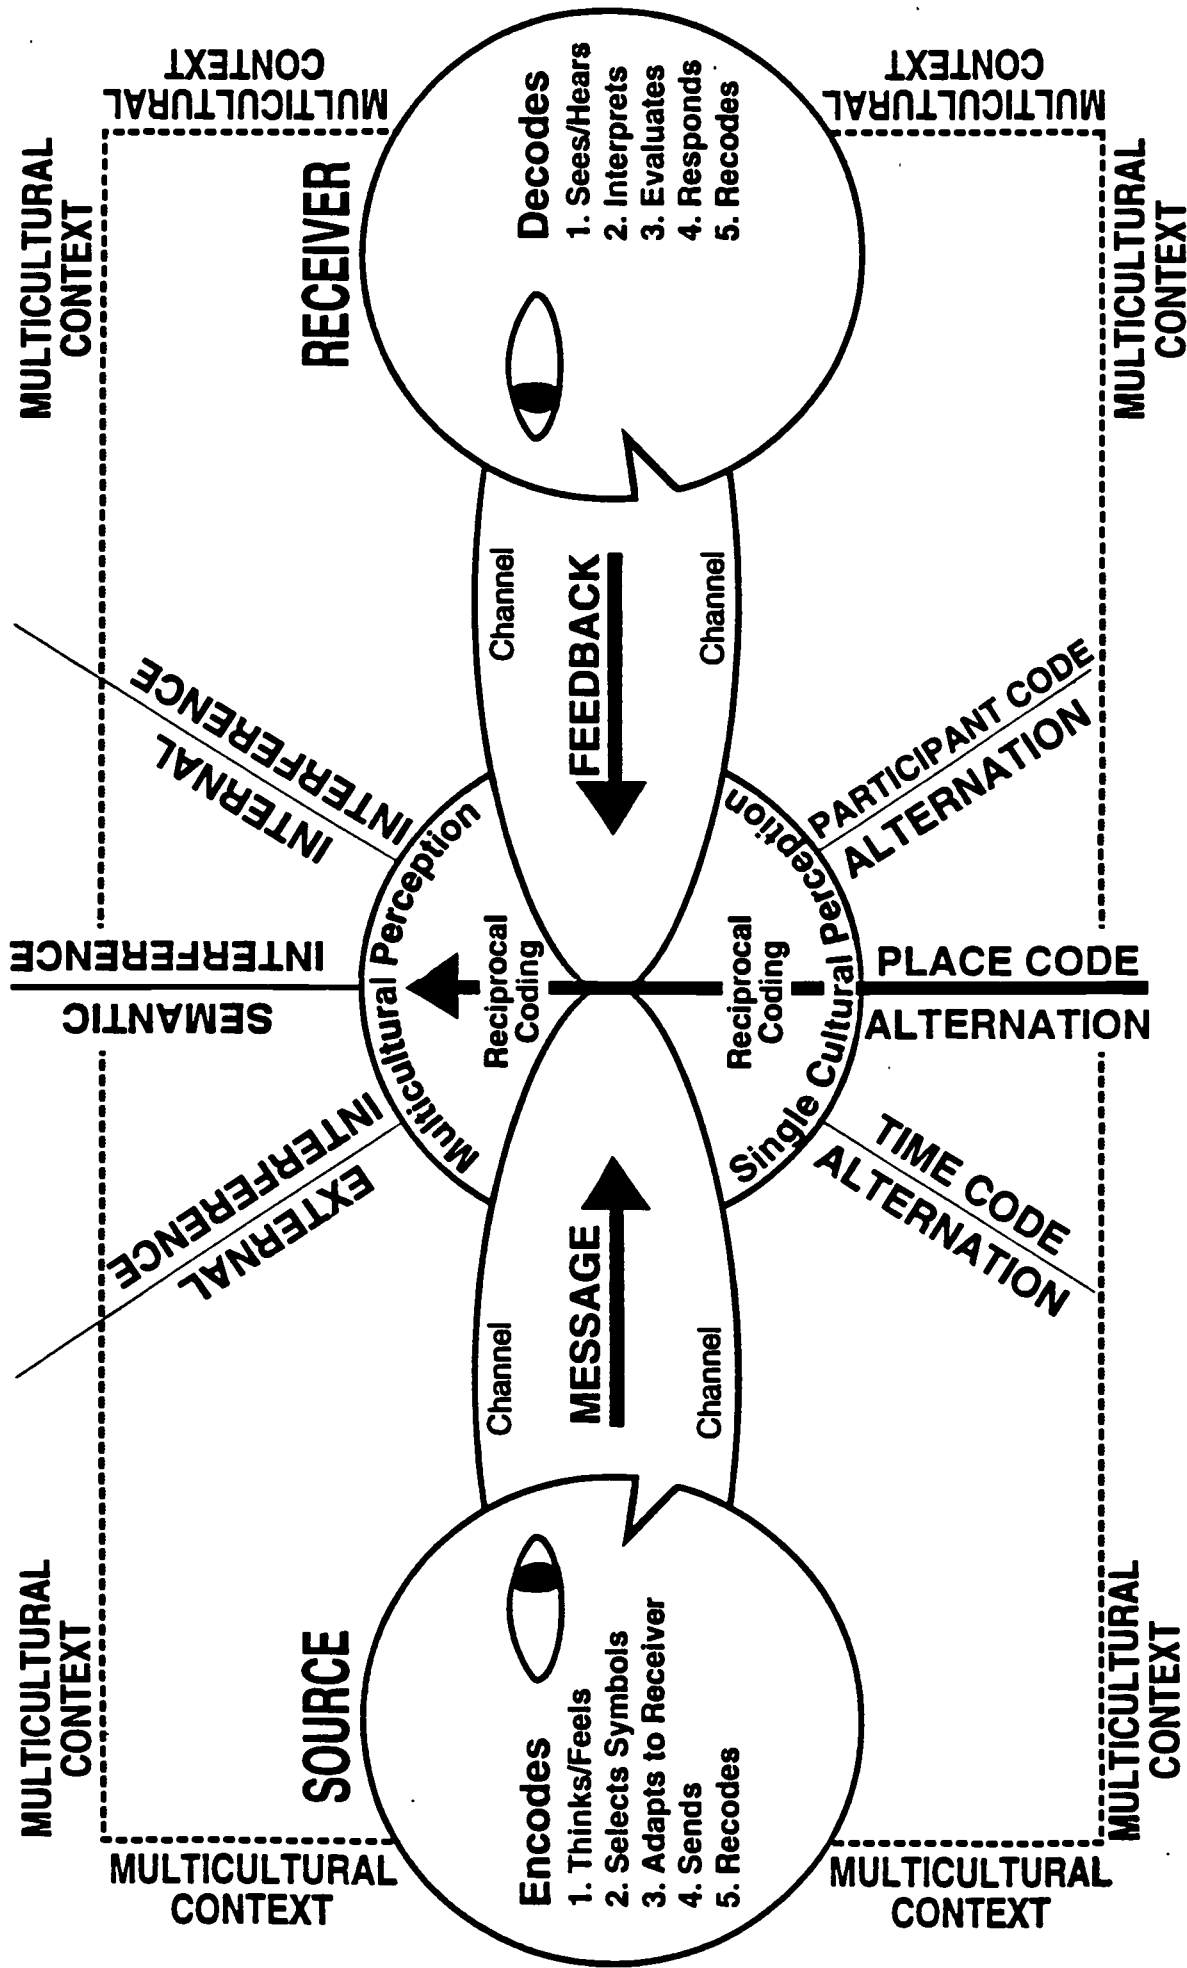 MULTICULTURAL
CONTEXT
MULTICULTURAL
CONTEXT
MULTICULTURAL
CONTEXT
MULTICULTURAL
CONTEXT
EXTERNAL
INTERFERENCE
SEMANTIC
INTERFERENCE
INTERNAL
INTERFERENCE
SOURCE
RECEIVER
Encodes
1. Thinks/Feels
2. Selects Symbols
3. Adapts to Receiver
4. Sends
5. Recodes
Channel
MESSAGE
Channel
Multicultural Perception
Reciprocal
Coding
Reciprocal
Coding
Single Cultural Perception
Channel
FEEDBACK
Channel
Decodes
1. Sees/Hears
2. Interprets
3. Evaluates
4. Responds
5. Recodes
TIME CODE
ALTERNATION
PLACE CODE
ALTERNATION
PARTICIPANT CODE
ALTERNATION
MULTICULTURAL
CONTEXT
MULTICULTURAL
CONTEXT
MULTICULTURAL
CONTEXT
MULTICULTURAL
CONTEXT